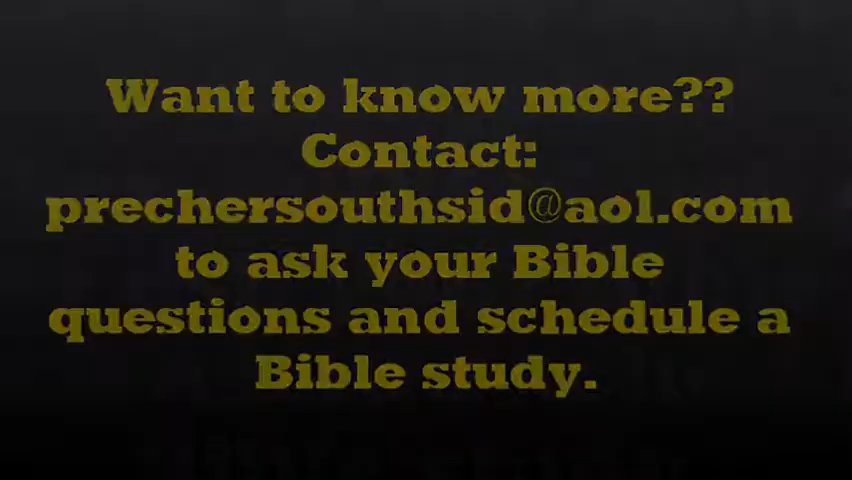 Want to know more??
Contact:
prechersouthsid@aol.com
to ask your Bible
questions and schedule a
Bible study.